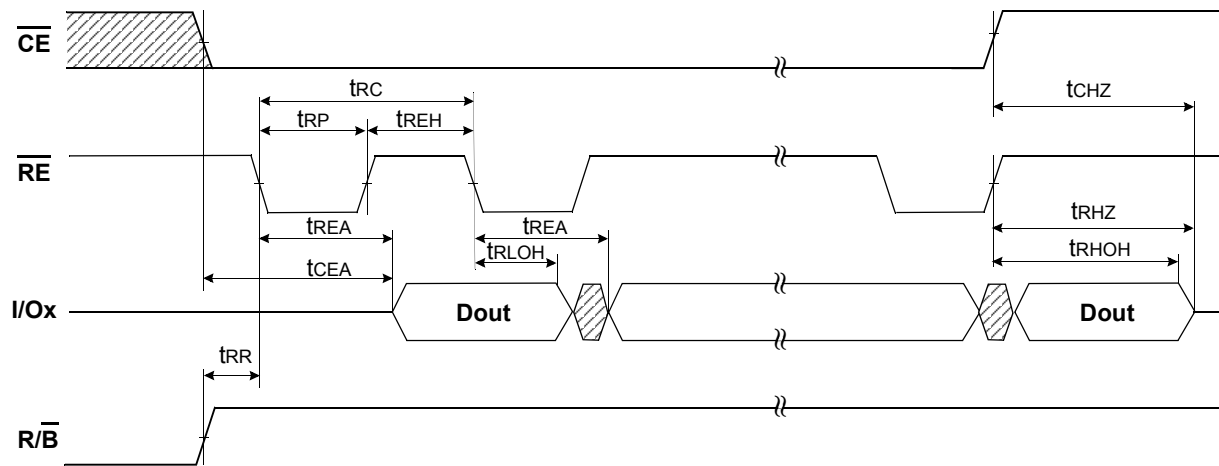 CE
tRC
tCHZ
tRP
tREH
RE
tREA
tREA
tRHZ
tRLOH
tRHOH
tCEA
I/Ox
Dout
Dout
tRR
R/B